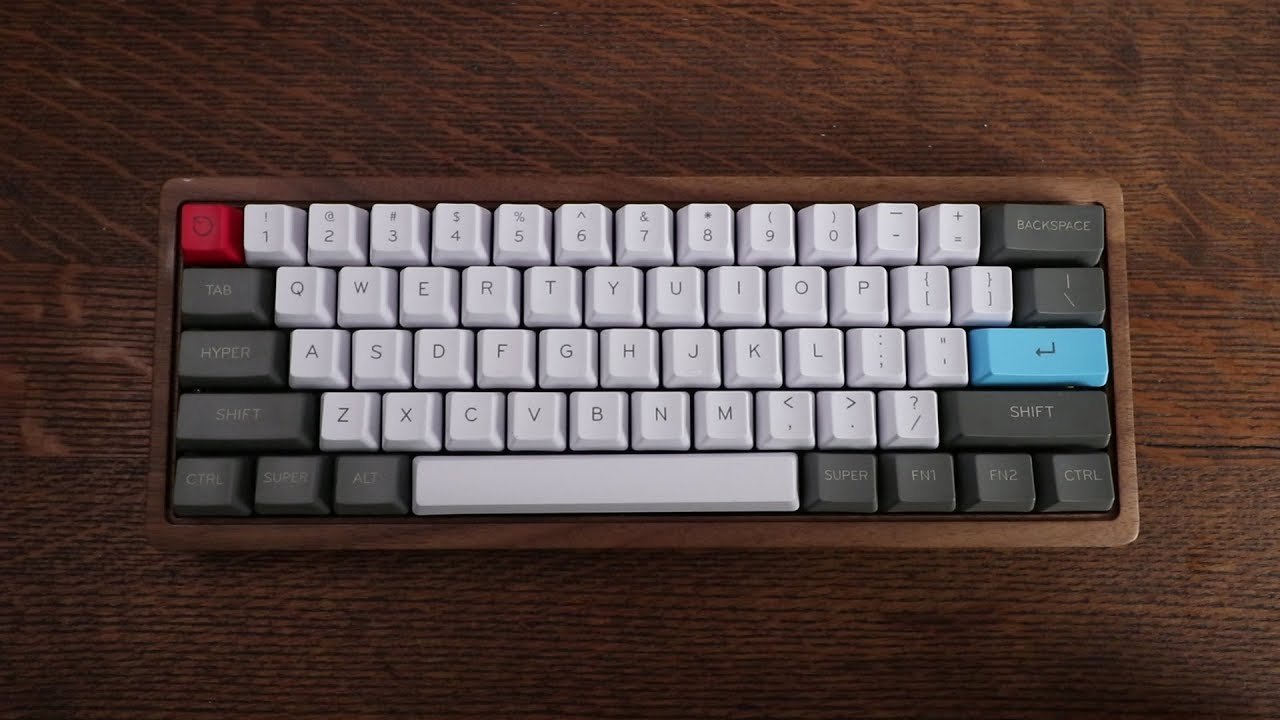 ! @ # $ % ^ & * ( ) — +
1 2 3 4 5 6 7 8 9 0 - = BACKSPACE
TAB Q W E R T Y U I O P { [ } ] | \
HYPER A S D F G H J K L : ; " '
SHIFT Z X C V B N M < , > . ? / SHIFT
CTRL SUPER ALT SUPER FN1 FN2 CTRL